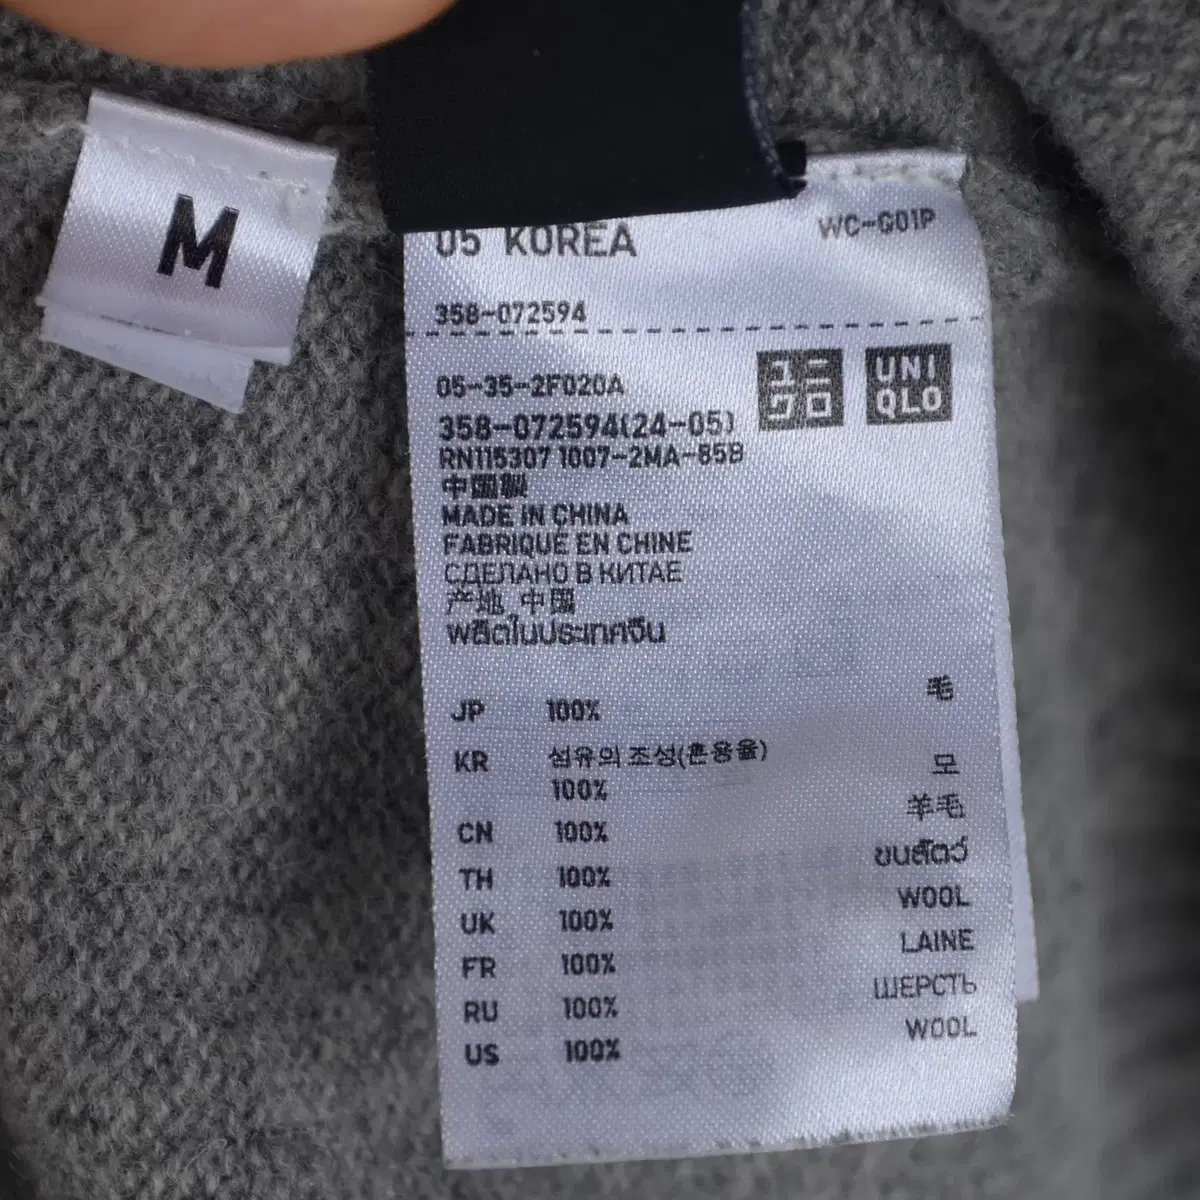 M
05 KOREA
WC-G01P
358-072594
05-35-2F020A
ユニ
クロ
UNI
QLO
358-072594(24-05)
RN115307 1007-2MA-85B
中国製
MADE IN CHINA
FABRIQUE EN CHINE
СДЕЛАНО В КИТАЕ
产地 中国
ผลิตในประเทศจีน
JP 100% 毛
KR 섬유의 조성(혼용율)
100% 모
CN 100% 羊毛
TH 100% ขนสัตว์
UK 100% WOOL
FR 100% LAINE
RU 100% ШЕРСТЬ
US 100% WOOL